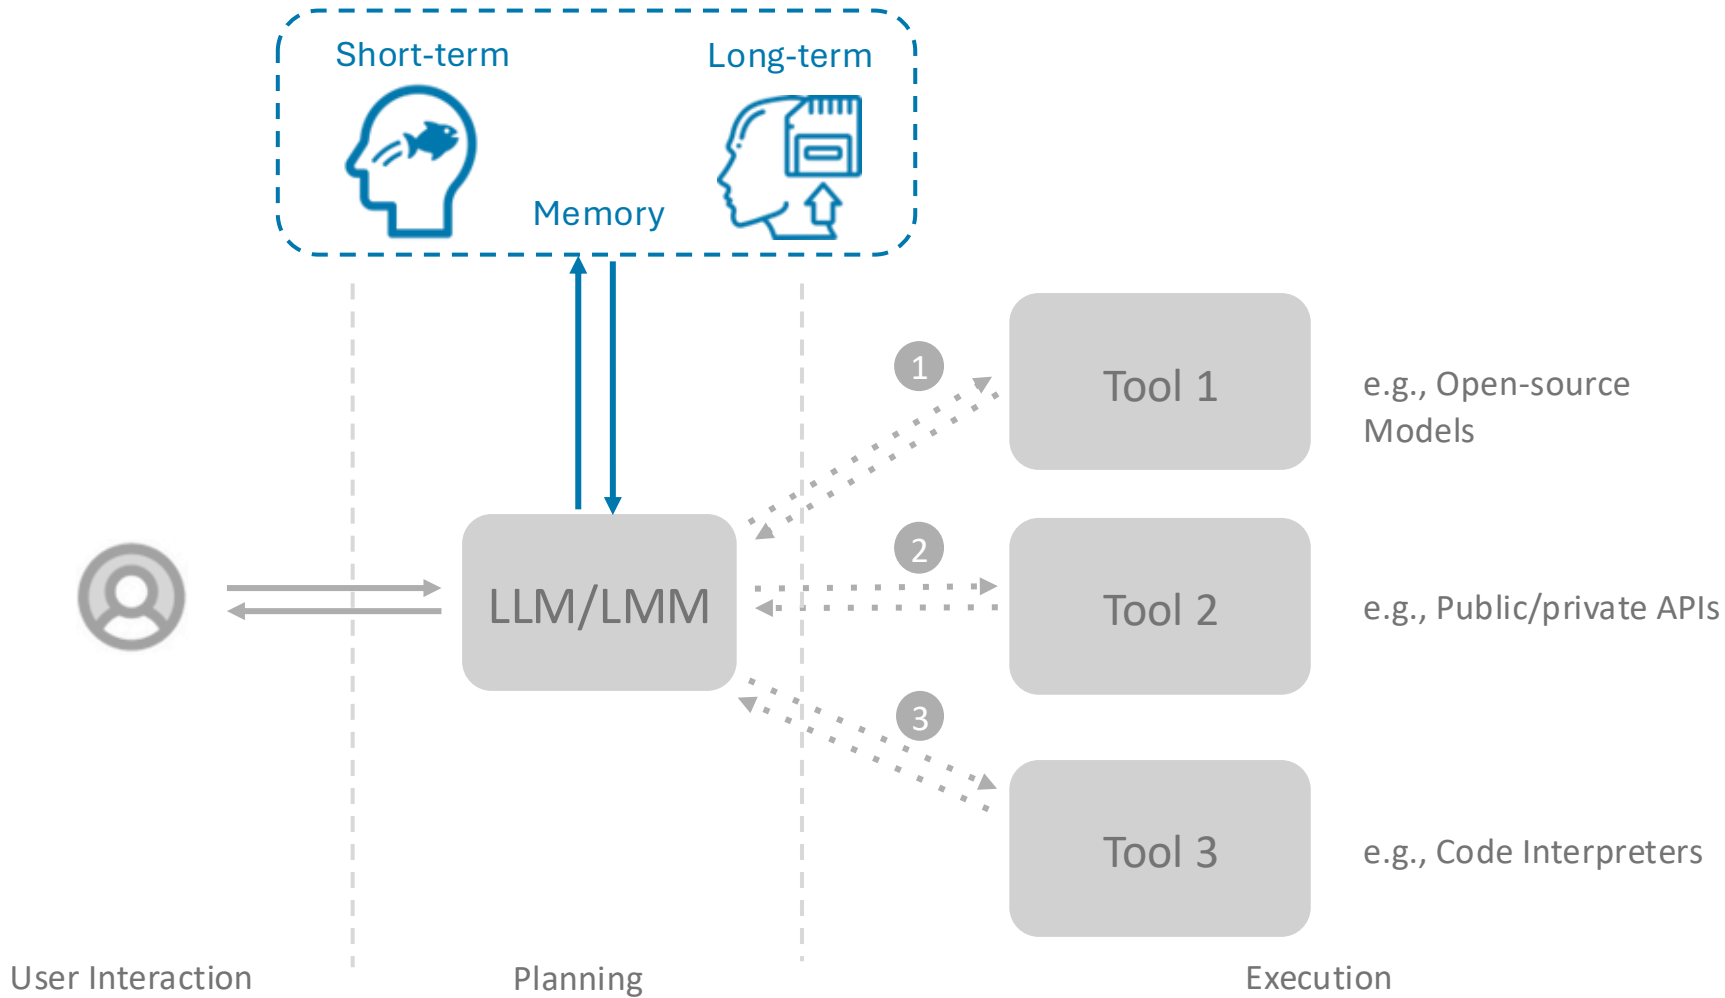 Short-term
Long-term
Memory
1
Tool 1
e.g., Open-source
Models
LLM/LMM
2
Tool 2
e.g., Public/private APIs
3
Tool 3
e.g., Code Interpreters
User Interaction
Planning
Execution